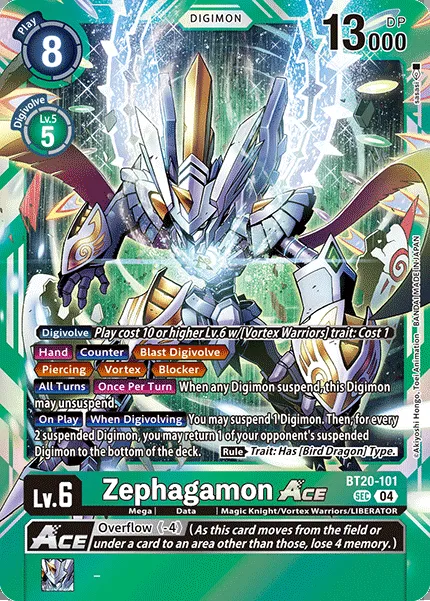 Play
8
DIGIMON
13000 DP
Digivolve
Lv.5
5
sasasi
©Akiyoshi Hongo, Toei Animation BANDAI MADE IN JAPAN
Digivolve Play cost 10 or higher Lv.6 w/[Vortex Warriors] trait: Cost 1
Hand Counter Blast Digivolve
Piercing Vortex Blocker
All Turns Once Per Turn When any Digimon suspend, this Digimon
may unsuspend.
On Play When Digivolving You may suspend 1 Digimon. Then, for every
2 suspended Digimon, you may return 1 of your opponent's suspended
Digimon to the bottom of the deck. Rule Trait: Has [Bird Dragon] Type.
Lv.6
Zephagamon ACE
BT20-101
SEC 04
Mega | Data | Magic Knight/Vortex Warriors/LIBERATOR
ACE Overflow ⟨-4⟩ (As this card moves from the field or
under a card to an area other than those, lose 4 memory.)
–